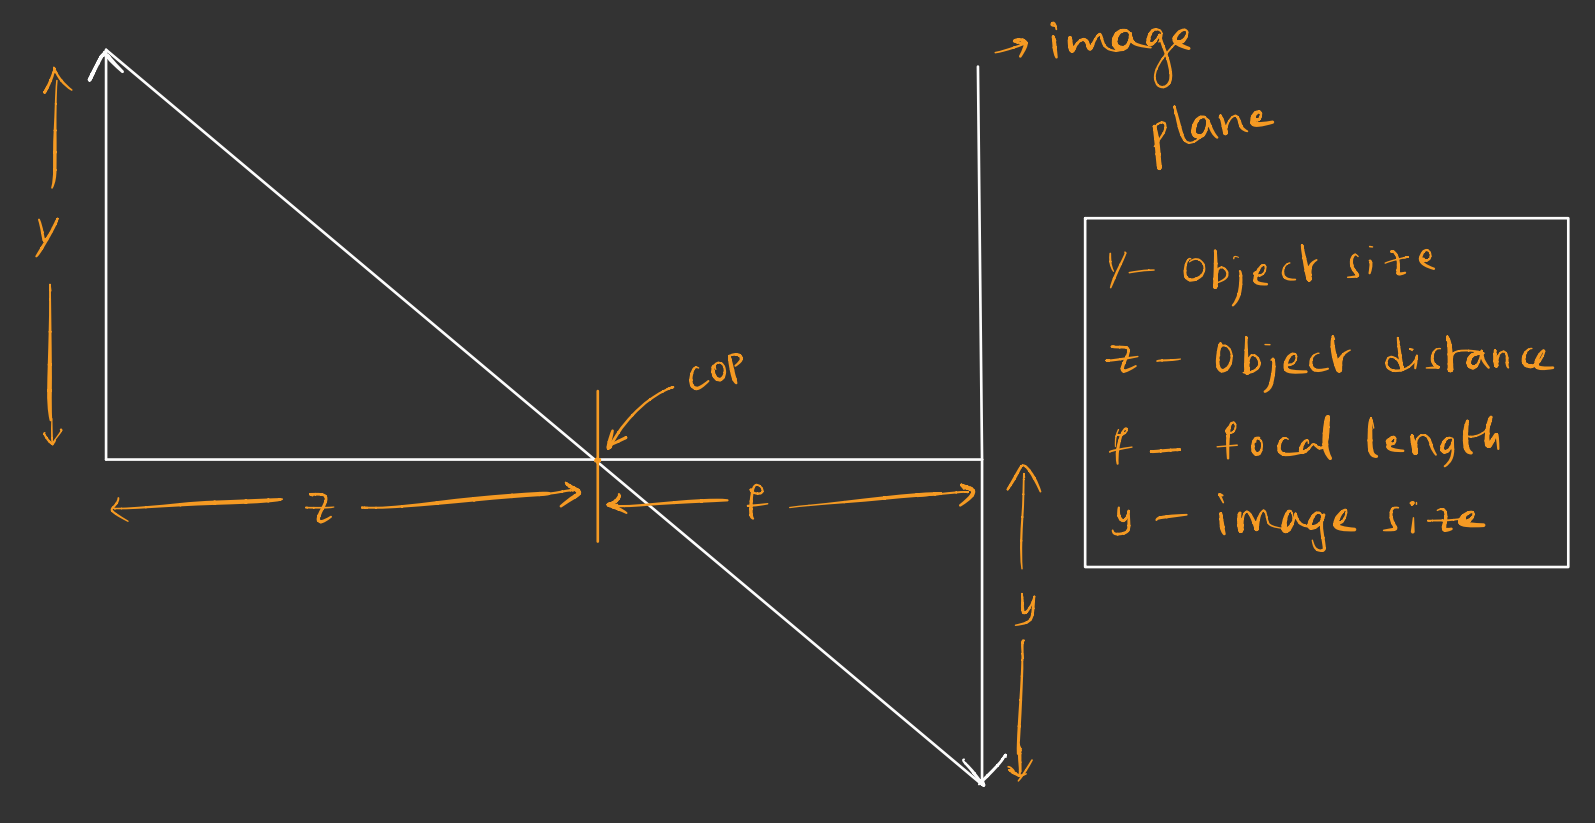 → image
plane
Y
COP
Z
f
y
Y - Object size
Z - Object distance
f - focal length
y - image size